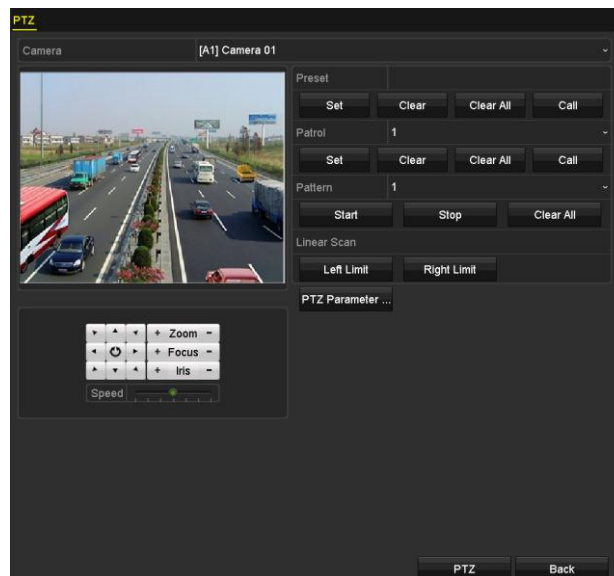 PTZ
Camera [A1] Camera 01
Preset
Set Clear Clear All Call
Patrol 1
Set Clear Clear All Call
Pattern 1
Start Stop Clear All
Linear Scan
Left Limit Right Limit
PTZ Parameter ...
+ Zoom -
+ Focus -
+ Iris -
Speed
PTZ Back